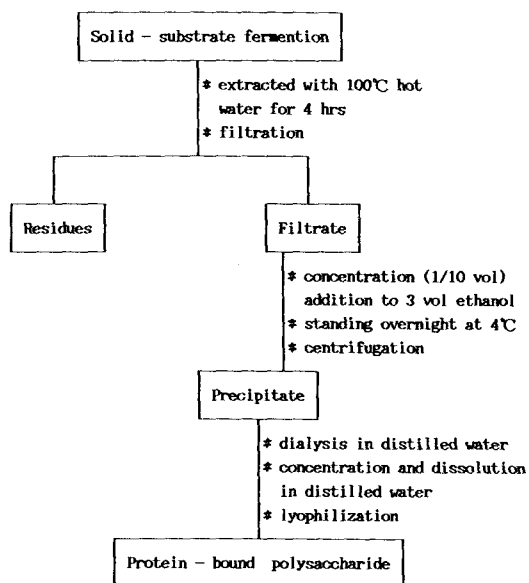 Solid - substrate fermention
* extracted with 100℃ hot
water for 4 hrs
* filtration
Residues
Filtrate
* concentration (1/10 vol)
addition to 3 vol ethanol
* standing overnight at 4℃
* centrifugation
Precipitate
* dialysis in distilled water
* concentration and dissolution
in distilled water
* lyophilization
Protein - bound polysaccharide